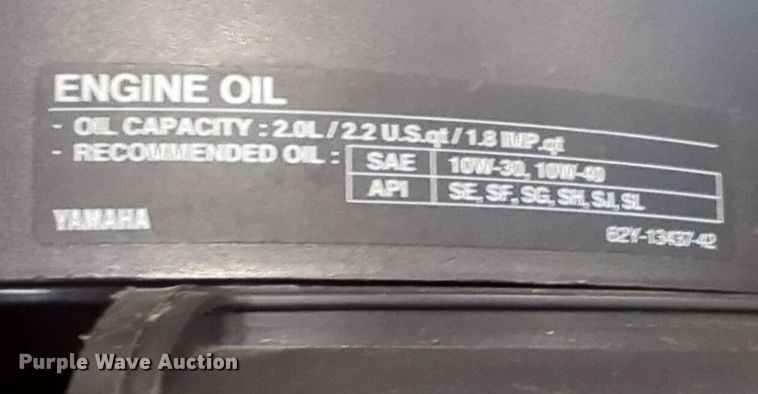 ENGINE OIL
- OIL CAPACITY : 2.0L / 2.2 U.S.qt / 1.8 IMP.qt
- RECOMMENDED OIL : SAE 10W-30, 10W-40
API SE, SF, SG, SH, SJ, SL
YAMAHA 62Y-13437-42
Purple Wave Auction